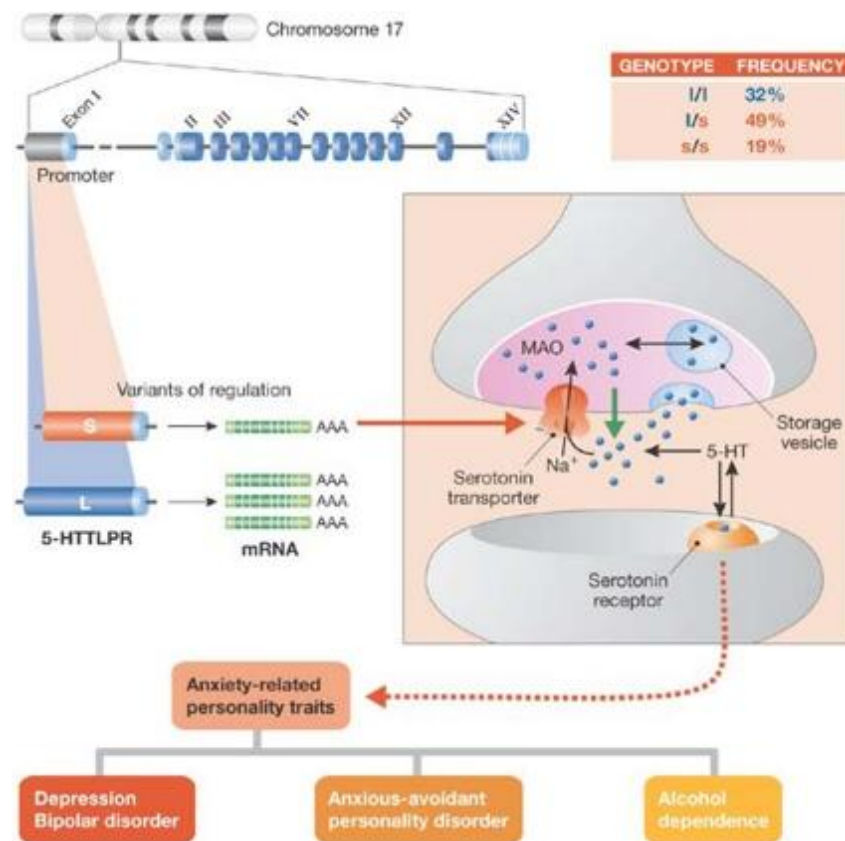 Chromosome 17
GENOTYPE FREQUENCY
l/l 32%
l/s 49%
s/s 19%
Exon I
II
III
VII
XII
XIV
Promoter
Variants of regulation
S
AAA
L
AAA
AAA
AAA
5-HTTLPR
mRNA
MAO
Storage
vesicle
Serotonin
transporter
Na+
5-HT
Serotonin
receptor
Anxiety-related
personality traits
Depression
Bipolar disorder
Anxious-avoidant
personality disorder
Alcohol
dependence